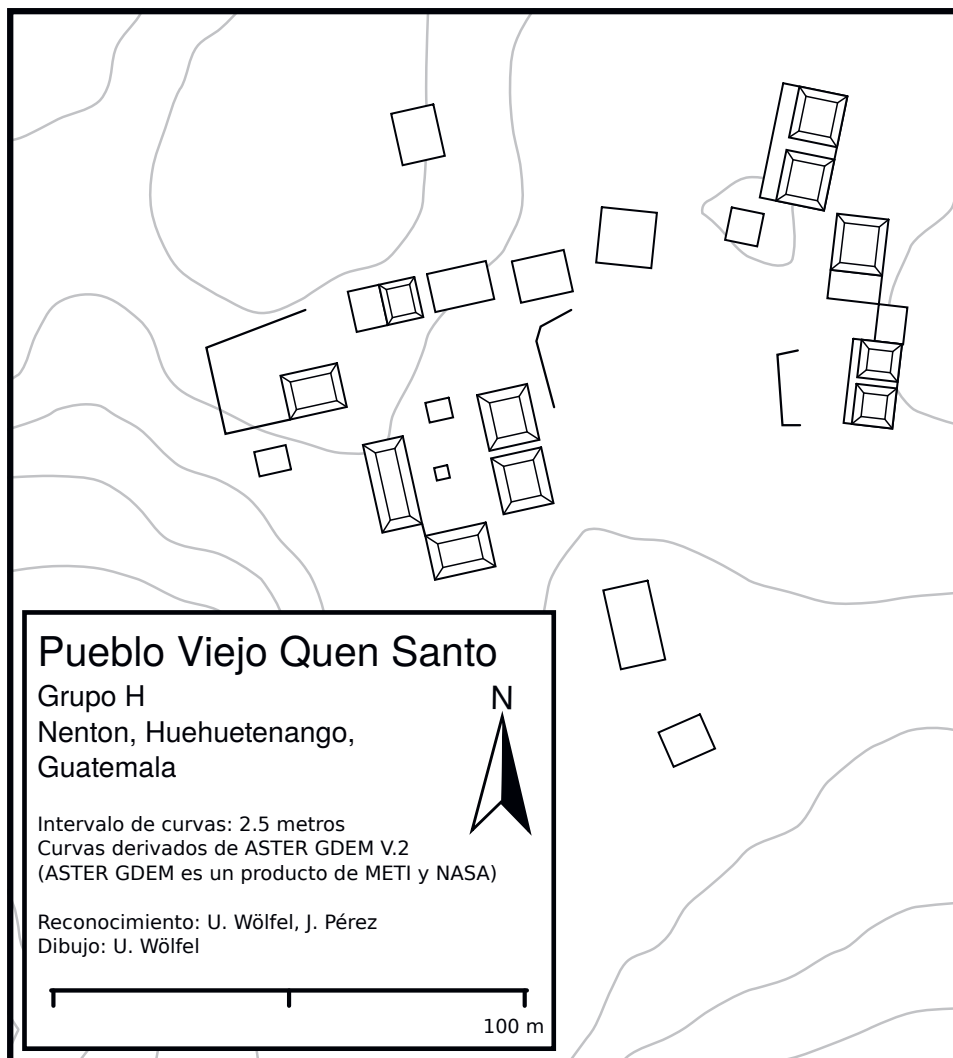 Pueblo Viejo Quen Santo
Grupo H
N
Nenton, Huehuetenango,
Guatemala
Intervalo de curvas: 2.5 metros
Curvas derivados de ASTER GDEM V.2
(ASTER GDEM es un producto de METI y NASA)
Reconocimiento: U. Wölfel, J. Pérez
Dibujo: U. Wölfel
100 m